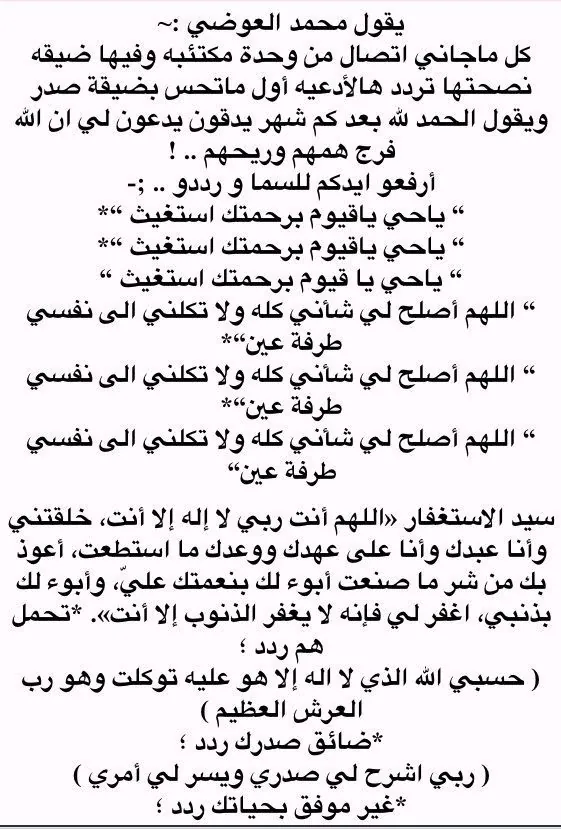 يقول محمد العوضي :~
كل ماجاني اتصال من وحدة مكتئبه وفيها ضيقه
نصحتها تردد هالأدعيه أول ماتحس بضيقة صدر
ويقول الحمد لله بعد كم شهر يدقون يدعون لي ان الله
فرج همهم وريحهم .. !
أرفعو ايدكم للسما و رددو .. ;-
“ ياحي ياقيوم برحمتك استغيث “*
“ ياحي ياقيوم برحمتك استغيث “*
“ ياحي يا قيوم برحمتك استغيث “
“ اللهم أصلح لي شأني كله ولا تكلني الى نفسي
طرفة عين“*
“ اللهم أصلح لي شأني كله ولا تكلني الى نفسي
طرفة عين“*
“ اللهم أصلح لي شأني كله ولا تكلني الى نفسي
طرفة عين“
سيد الاستغفار «اللهم أنت ربي لا إله إلا أنت، خلقتني
وأنا عبدك وأنا على عهدك ووعدك ما استطعت، أعوذ
بك من شر ما صنعت أبوء لك بنعمتك عليّ، وأبوء لك
بذنبي، اغفر لي فإنه لا يغفر الذنوب إلا أنت». *تحمل
هم ردد ؛
( حسبي الله الذي لا اله إلا هو عليه توكلت وهو رب
العرش العظيم )
*ضائق صدرك ردد ؛
( ربي اشرح لي صدري ويسر لي أمري )
*غير موفق بحياتك ردد ؛